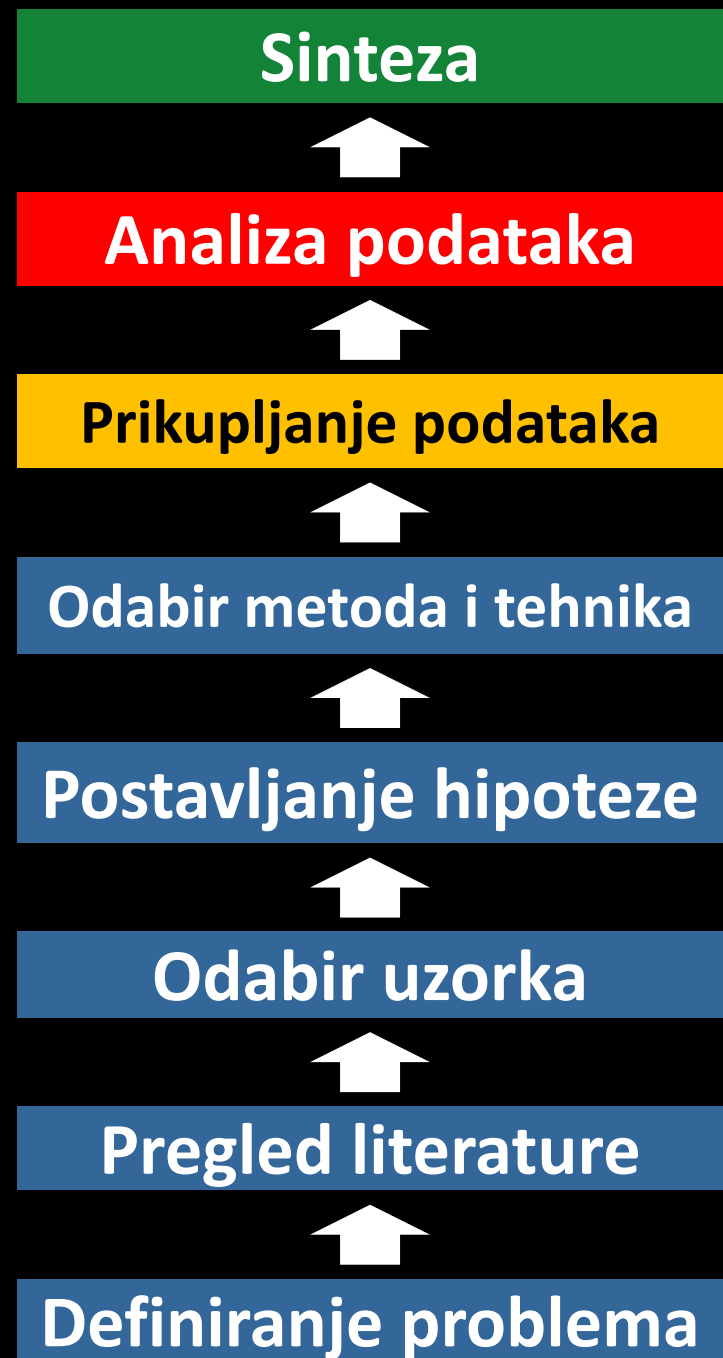 Sinteza
Analiza podataka
Prikupljanje podataka
Odabir metoda i tehnika
Postavljanje hipoteze
Odabir uzorka
Pregled literature
Definiranje problema